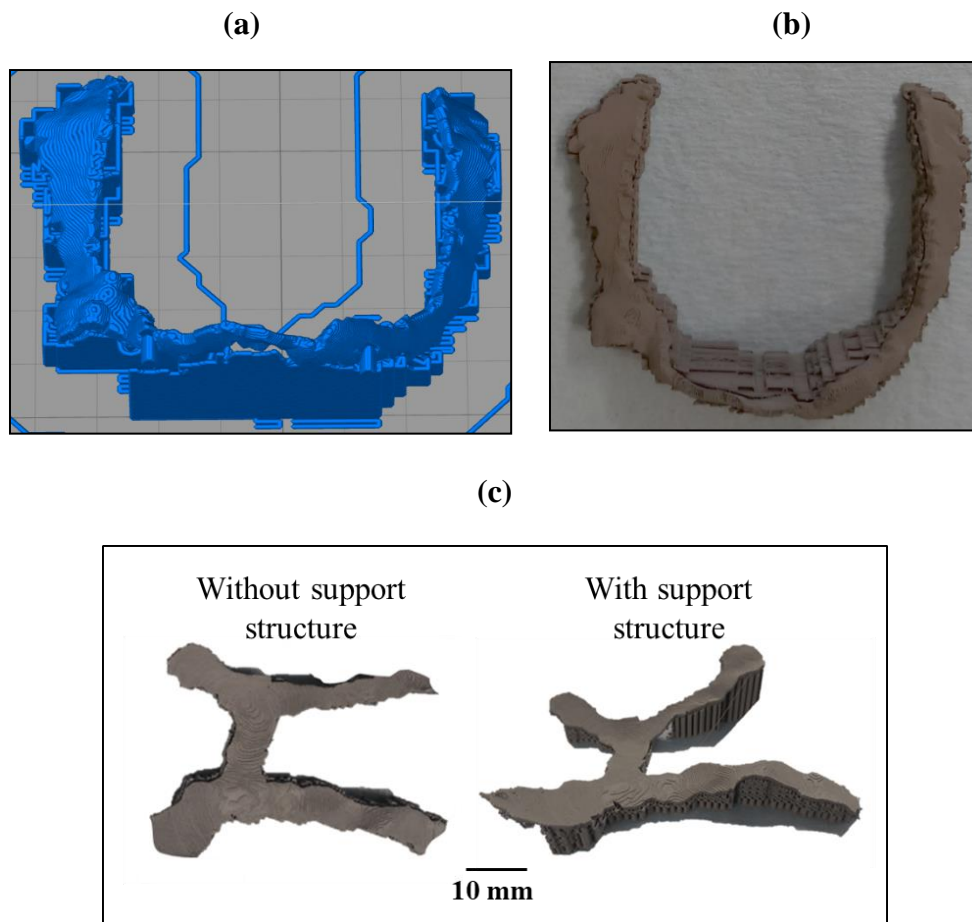 (a)
(b)
(c)
Without support
structure
With support
structure
10 mm